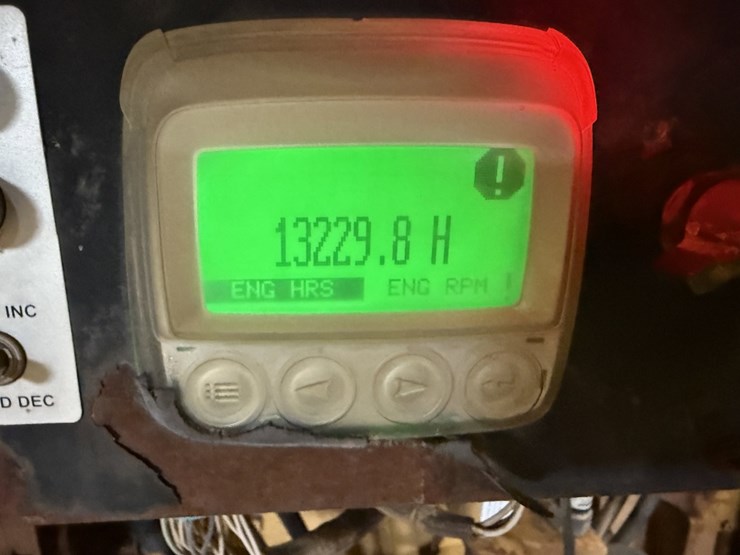 !
13229.8 H
ENG HRS ENG RPM
INC
D DEC